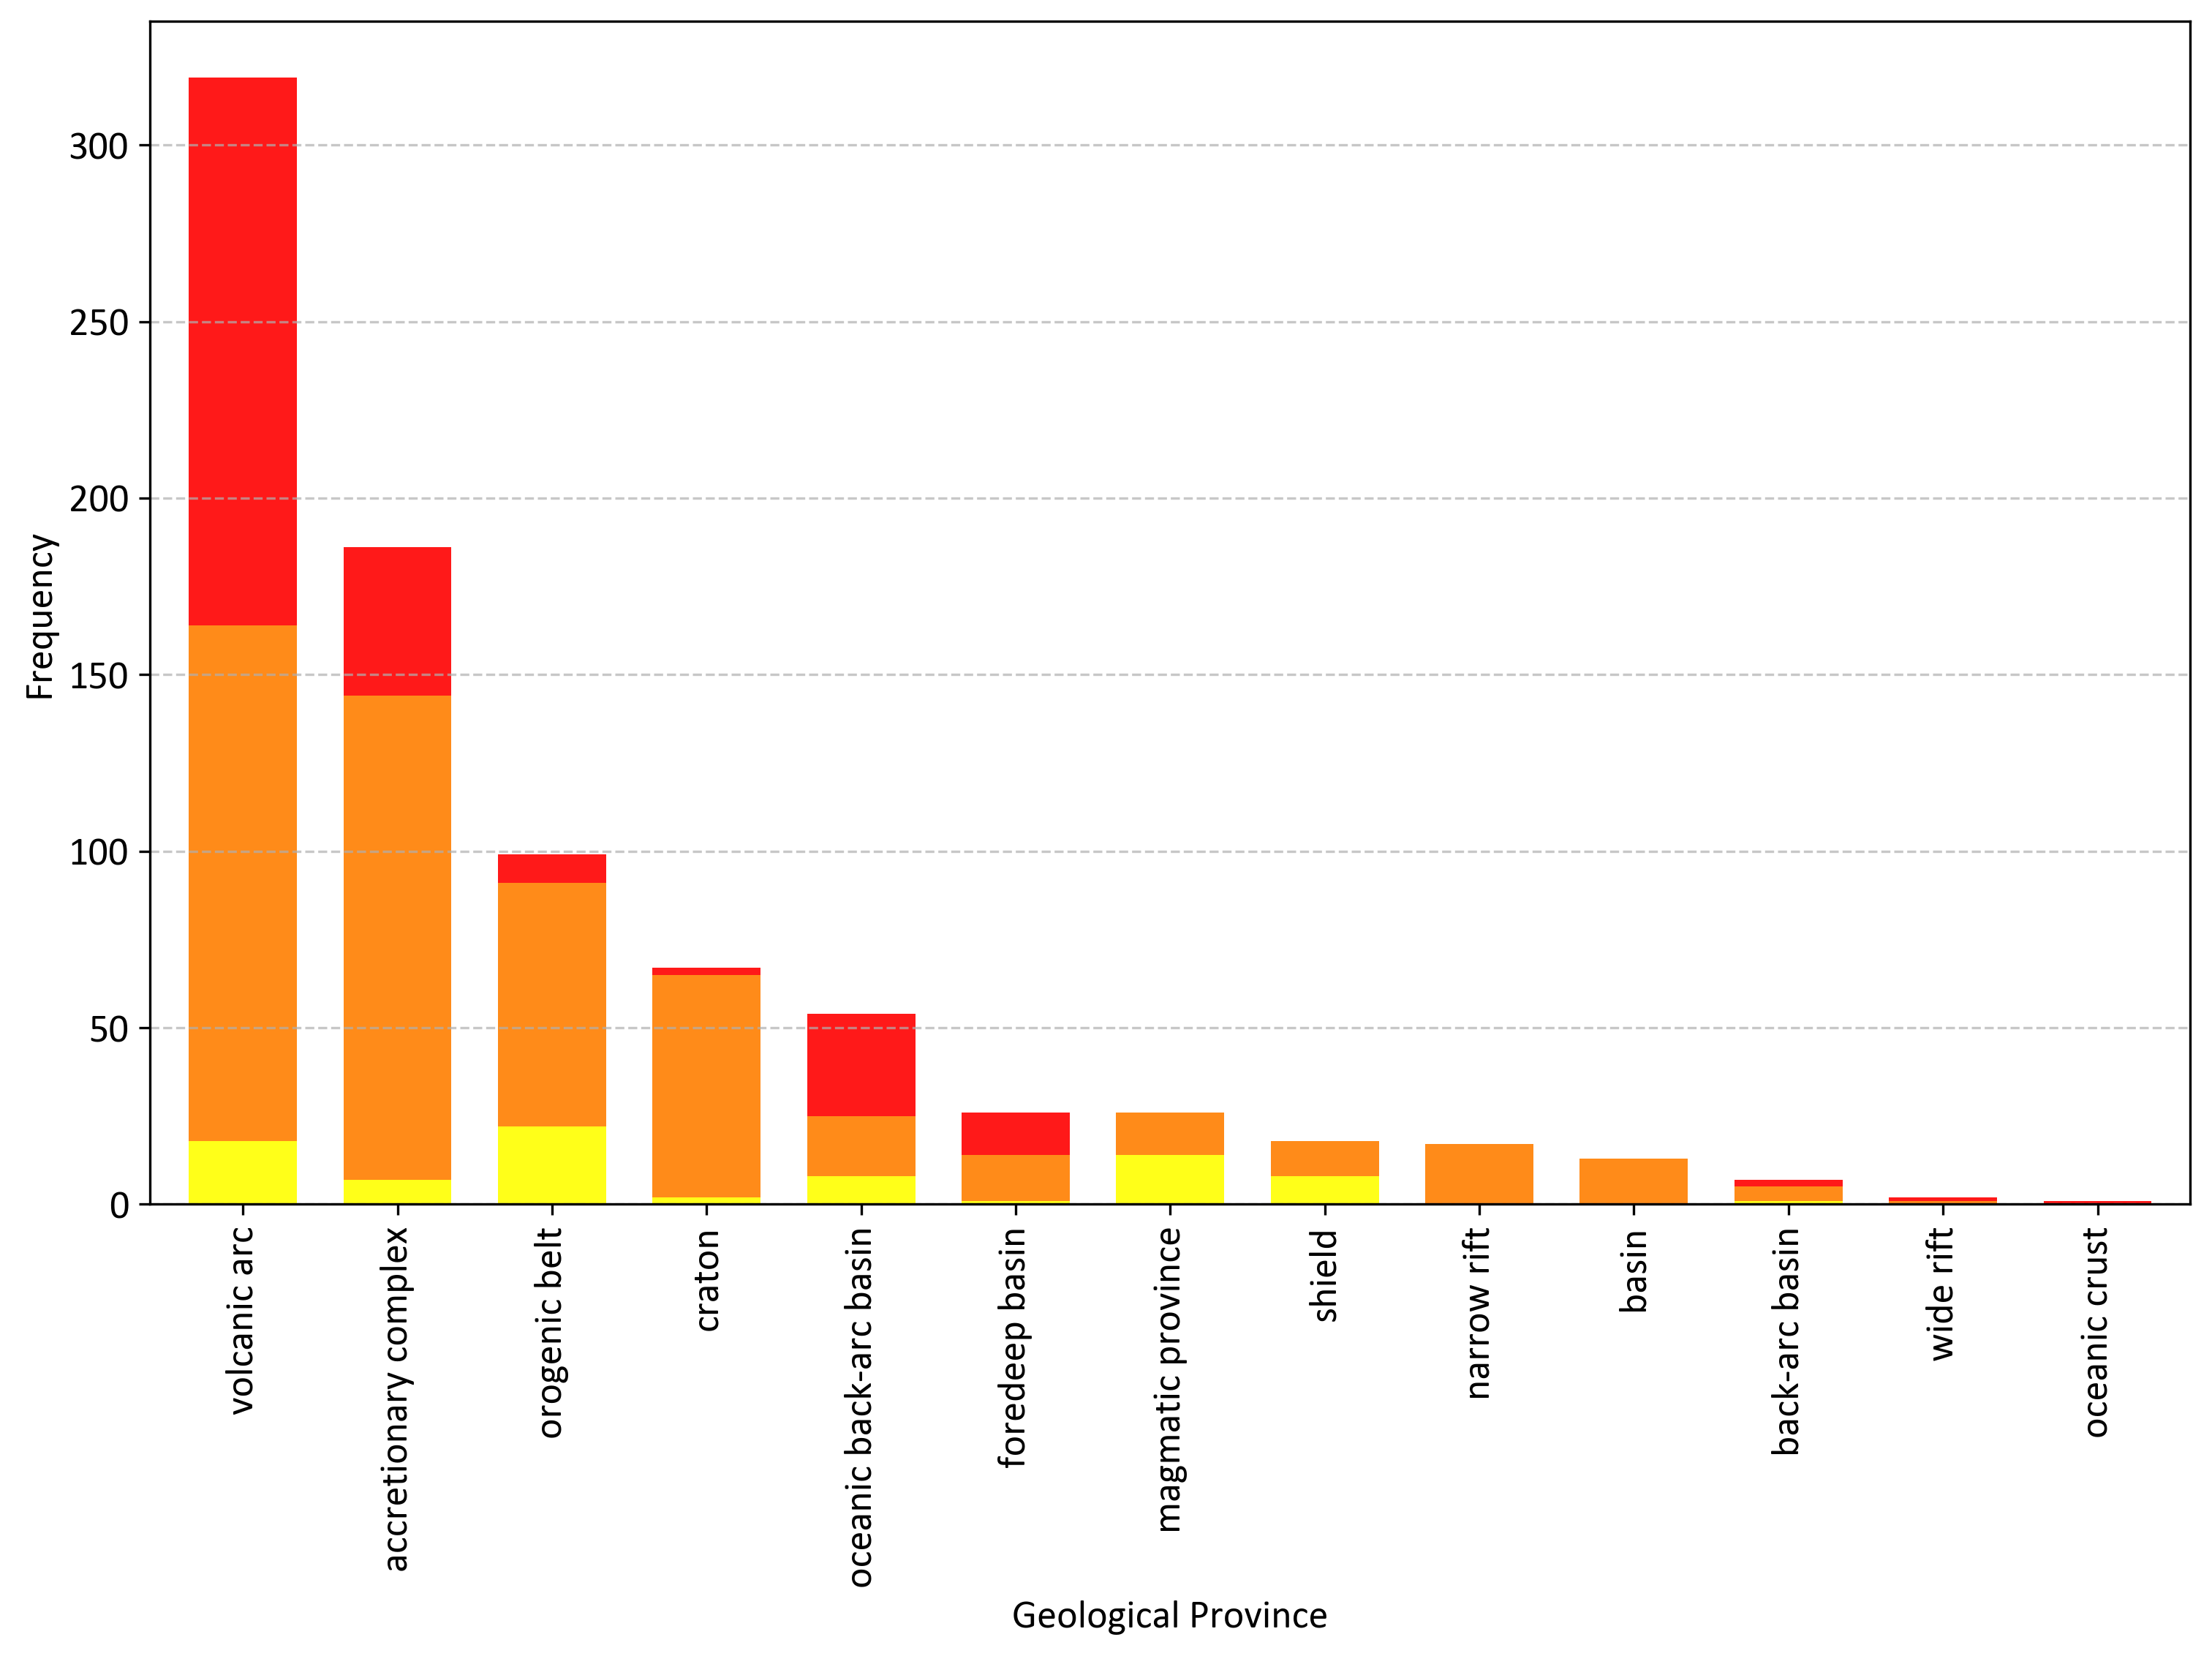 Frequency
300
250
200
150
100
50
0
volcanic arc
accretionary complex
orogenic belt
craton
oceanic back-arc basin
foredeep basin
magmatic province
shield
narrow rift
basin
back-arc basin
wide rift
oceanic crust
Geological Province